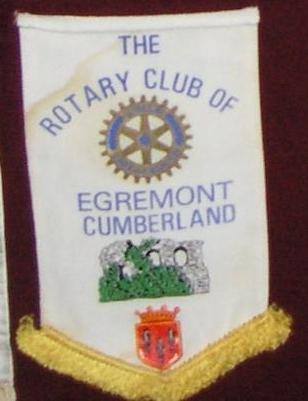 THE
ROTARY CLUB OF
EGREMONT
CUMBERLAND